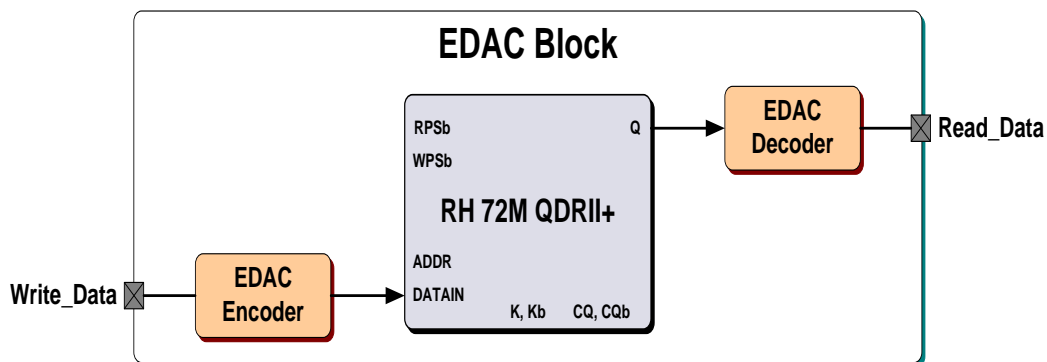 EDAC Block
RPSb
Q
EDAC
Decoder
Read_Data
WPSb
RH 72M QDRII+
ADDR
Write_Data
EDAC
Encoder
DATAIN
K, Kb
CQ, CQb